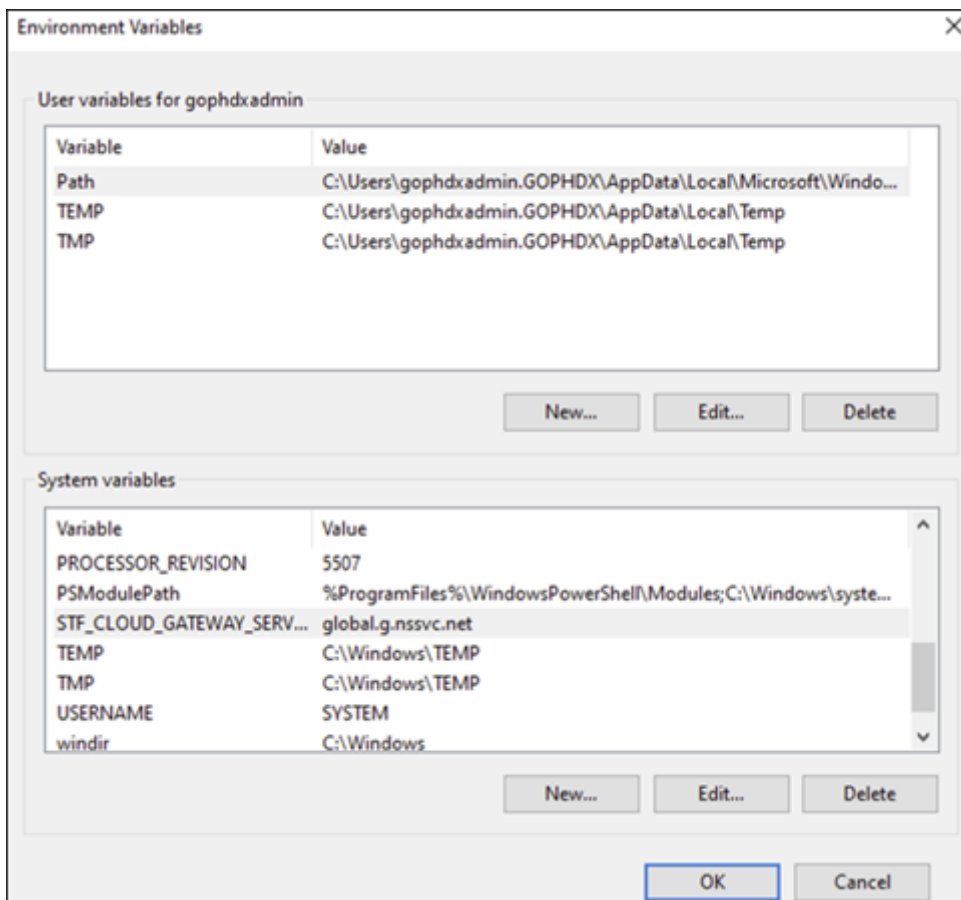 Environment Variables
User variables for gophdxadmin
Variable Value
Path C:\Users\gophdxadmin.GOPHDX\AppData\Local\Microsoft\Windo...
TEMP C:\Users\gophdxadmin.GOPHDX\AppData\Local\Temp
TMP C:\Users\gophdxadmin.GOPHDX\AppData\Local\Temp
New... Edit... Delete
System variables
Variable Value
PROCESSOR_REVISION 5507
PSModulePath %ProgramFiles%\WindowsPowerShell\Modules;C:\Windows\syste...
STF_CLOUD_GATEWAY_SERV... global.g.nssvc.net
TEMP C:\Windows\TEMP
TMP C:\Windows\TEMP
USERNAME SYSTEM
windir C:\Windows
New... Edit... Delete
OK Cancel